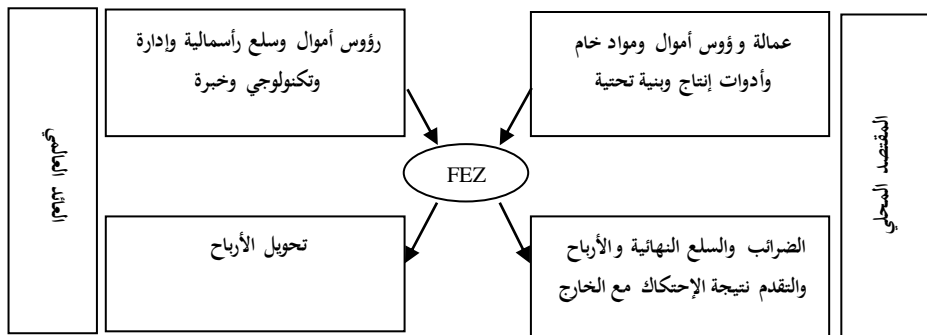 المقتصد المحلي
عمالة و ؤوس أموال ومواد خام
وأدوات إنتاج وبنية تحتية
رؤوس أموال وسلع رأسمالية وإدارة
وتكنولوجي وخبرة
العائد العالمي
FEZ
الضرائب والسلع النهائية والأرباح
والتقدم نتيجة الإحتكاك مع الخارج
تحويل الأرباح